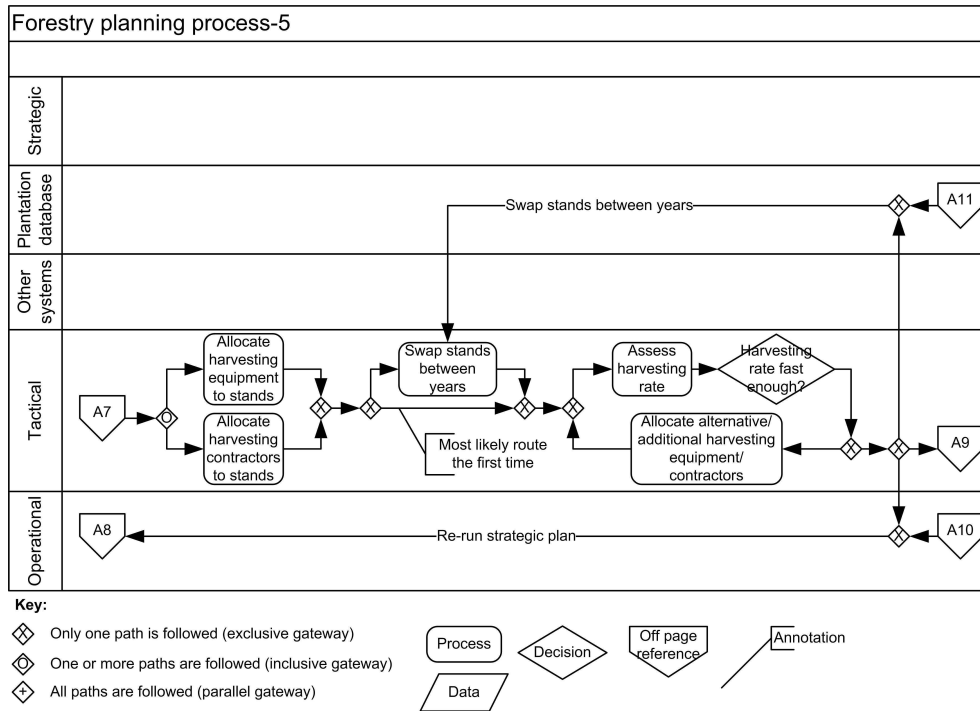 Forestry planning process-5
Strategic
Plantation
database
A11
Swap stands between years
Other
systems
Tactical
A7
O
Allocate
harvesting
equipment
to stands
Allocate
harvesting
contractors
to stands
X
X
Swap stands
between
years
Most likely route
the first time
X
X
Assess
harvesting
rate
Harvesting
rate fast
enough?
Allocate alternative/
additional harvesting
equipment/
contractors
X
X
A9
X
Operational
A8
Re-run strategic plan
X
A10
Key:
X Only one path is followed (exclusive gateway)
O One or more paths are followed (inclusive gateway)
+ All paths are followed (parallel gateway)
Process
Decision
Off page
reference
Annotation
Data